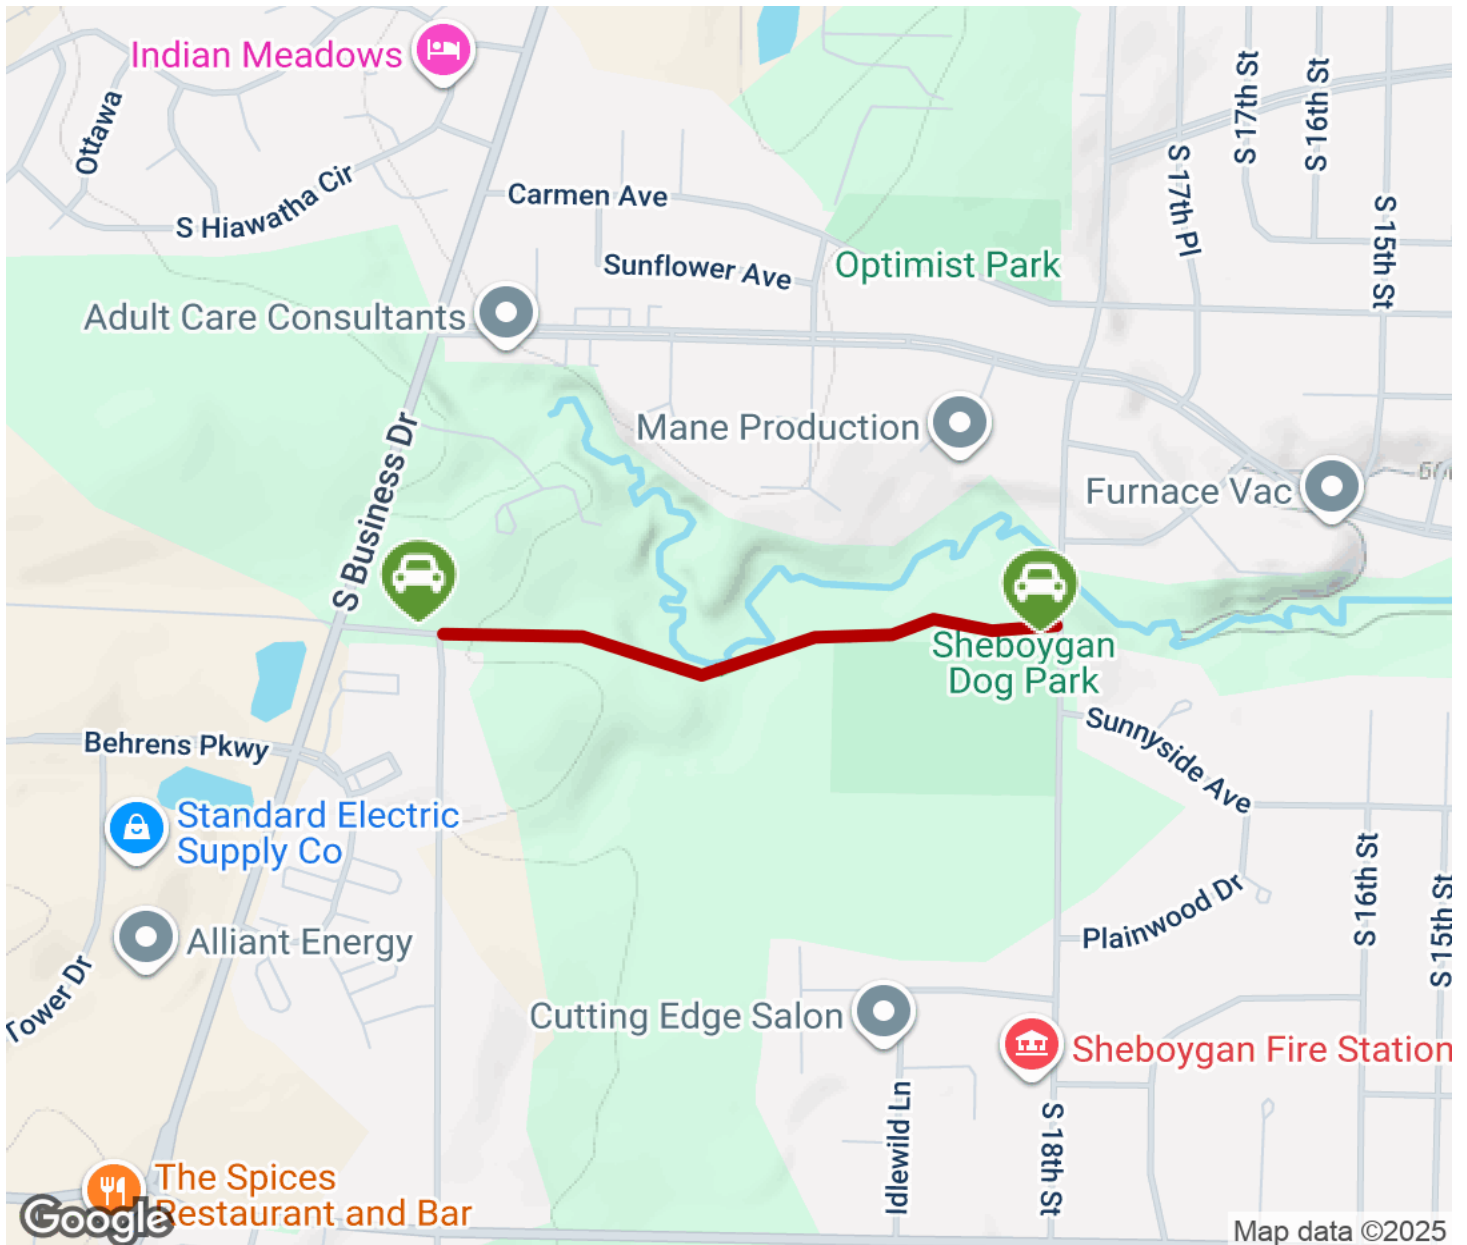 Indian Meadows
Ottawa
S Hiawatha Cir
Carmen Ave
Sunflower Ave
Optimist Park
S 17th St
S 16th St
S 17th Pl
S 15th St
Adult Care Consultants
S Business Dr
Mane Production
Furnace Vac
Sheboygan
Dog Park
Sunnyside Ave
Behrens Pkwy
Standard Electric
Supply Co
Plainwood Dr
S 16th St
S 15th St
Alliant Energy
Tower Dr
Cutting Edge Salon
Sheboygan Fire Station
Idlewild Ln
S 18th St
The Spices
Restaurant and Bar
Google
Map data ©2025